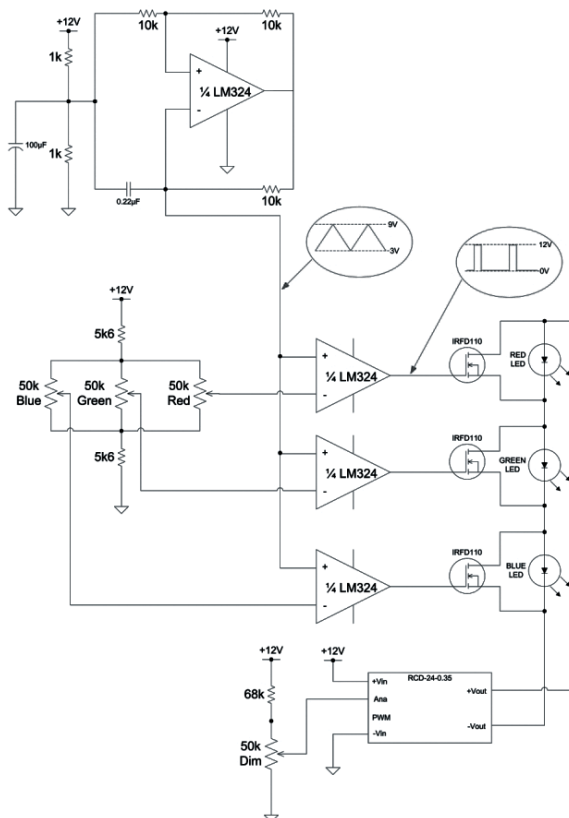 +12V
10k
10k
+12V
1k
+
¼ LM324
-
100µF
1k
0.22µF
10k
9V
3V
12V
0V
+12V
5k6
IRFD110
RED
LED
50k
Blue
50k
Green
50k
Red
+
¼ LM324
-
5k6
IRFD110
GREEN
LED
+
¼ LM324
-
IRFD110
BLUE
LED
+
¼ LM324
-
+12V
+12V
RCD-24-0.35
68k
+Vin
Ana
PWM
-Vin
+Vout
-Vout
50k
Dim